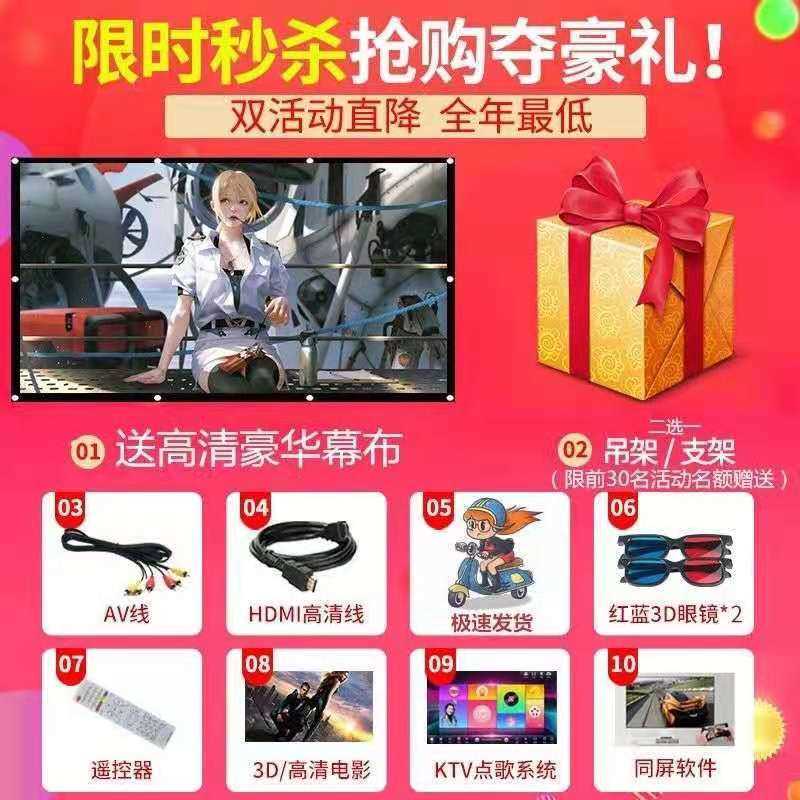 限时秒杀抢购夺豪礼！
双活动直降 全年最低
01 送高清豪华幕布
二选一
02 吊架/支架
（限前30名活动名额赠送）
03
AV线
04
HDMI高清线
05
极速发货
06
红蓝3D眼镜*2
07
遥控器
08
3D/高清电影
09
KTV点歌系统
10
同屏软件